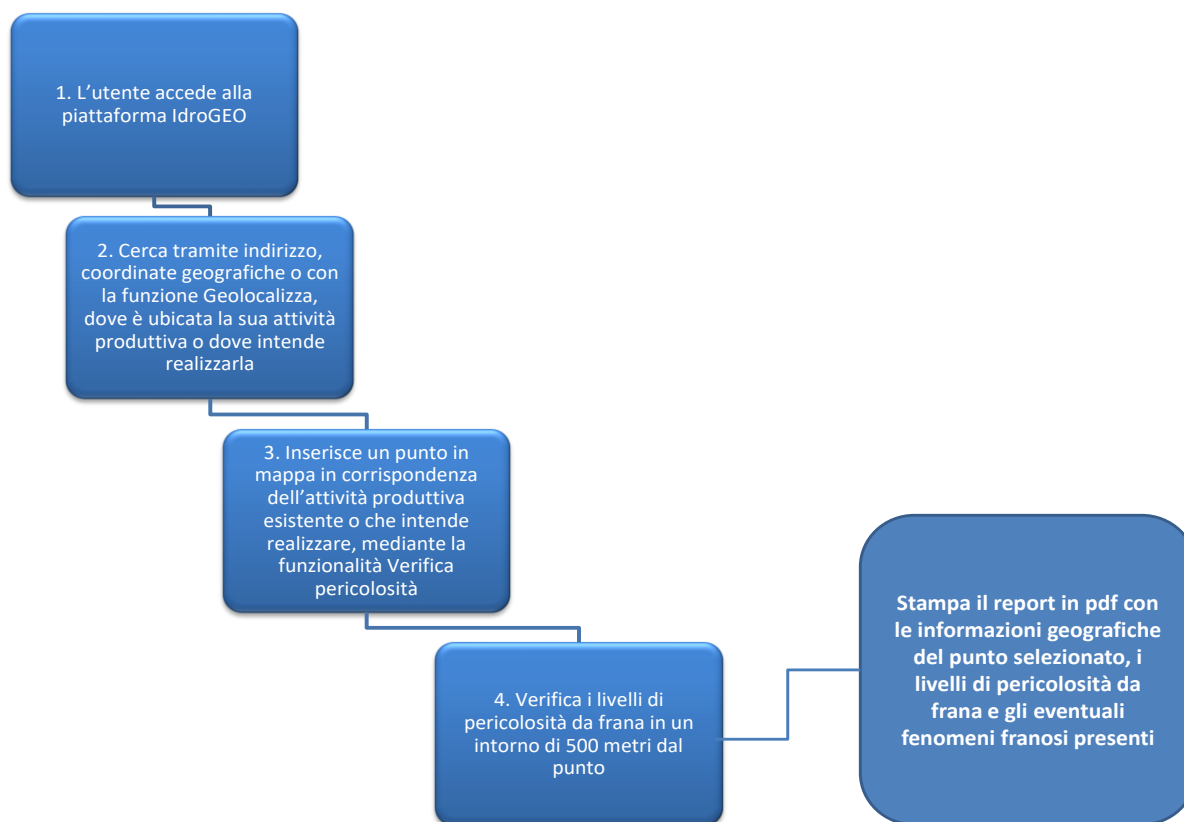 1. L’utente accede alla
piattaforma IdroGEO
2. Cerca tramite indirizzo,
coordinate geografiche o con
la funzione Geolocalizza,
dove è ubicata la sua attività
produttiva o dove intende
realizzarla
3. Inserisce un punto in
mappa in corrispondenza
dell’attività produttiva
esistente o che intende
realizzare, mediante la
funzionalità Verifica
pericolosità
4. Verifica i livelli di
pericolosità da frana in un
intorno di 500 metri dal
punto
Stampa il report in pdf con
le informazioni geografiche
del punto selezionato, i
livelli di pericolosità da
frana e gli eventuali
fenomeni franosi presenti